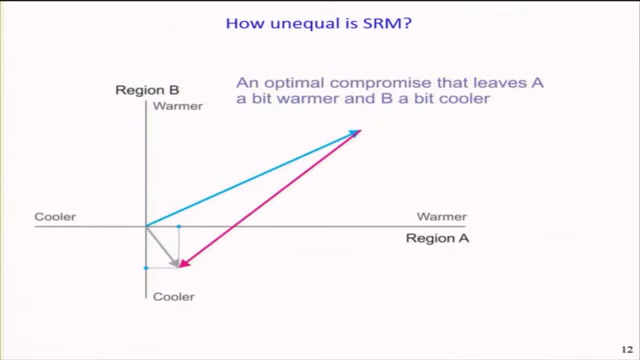 How unequal is SRM?
An optimal compromise that leaves A
a bit warmer and B a bit cooler
Region B
Warmer
Cooler
Warmer
Region A
Cooler
12